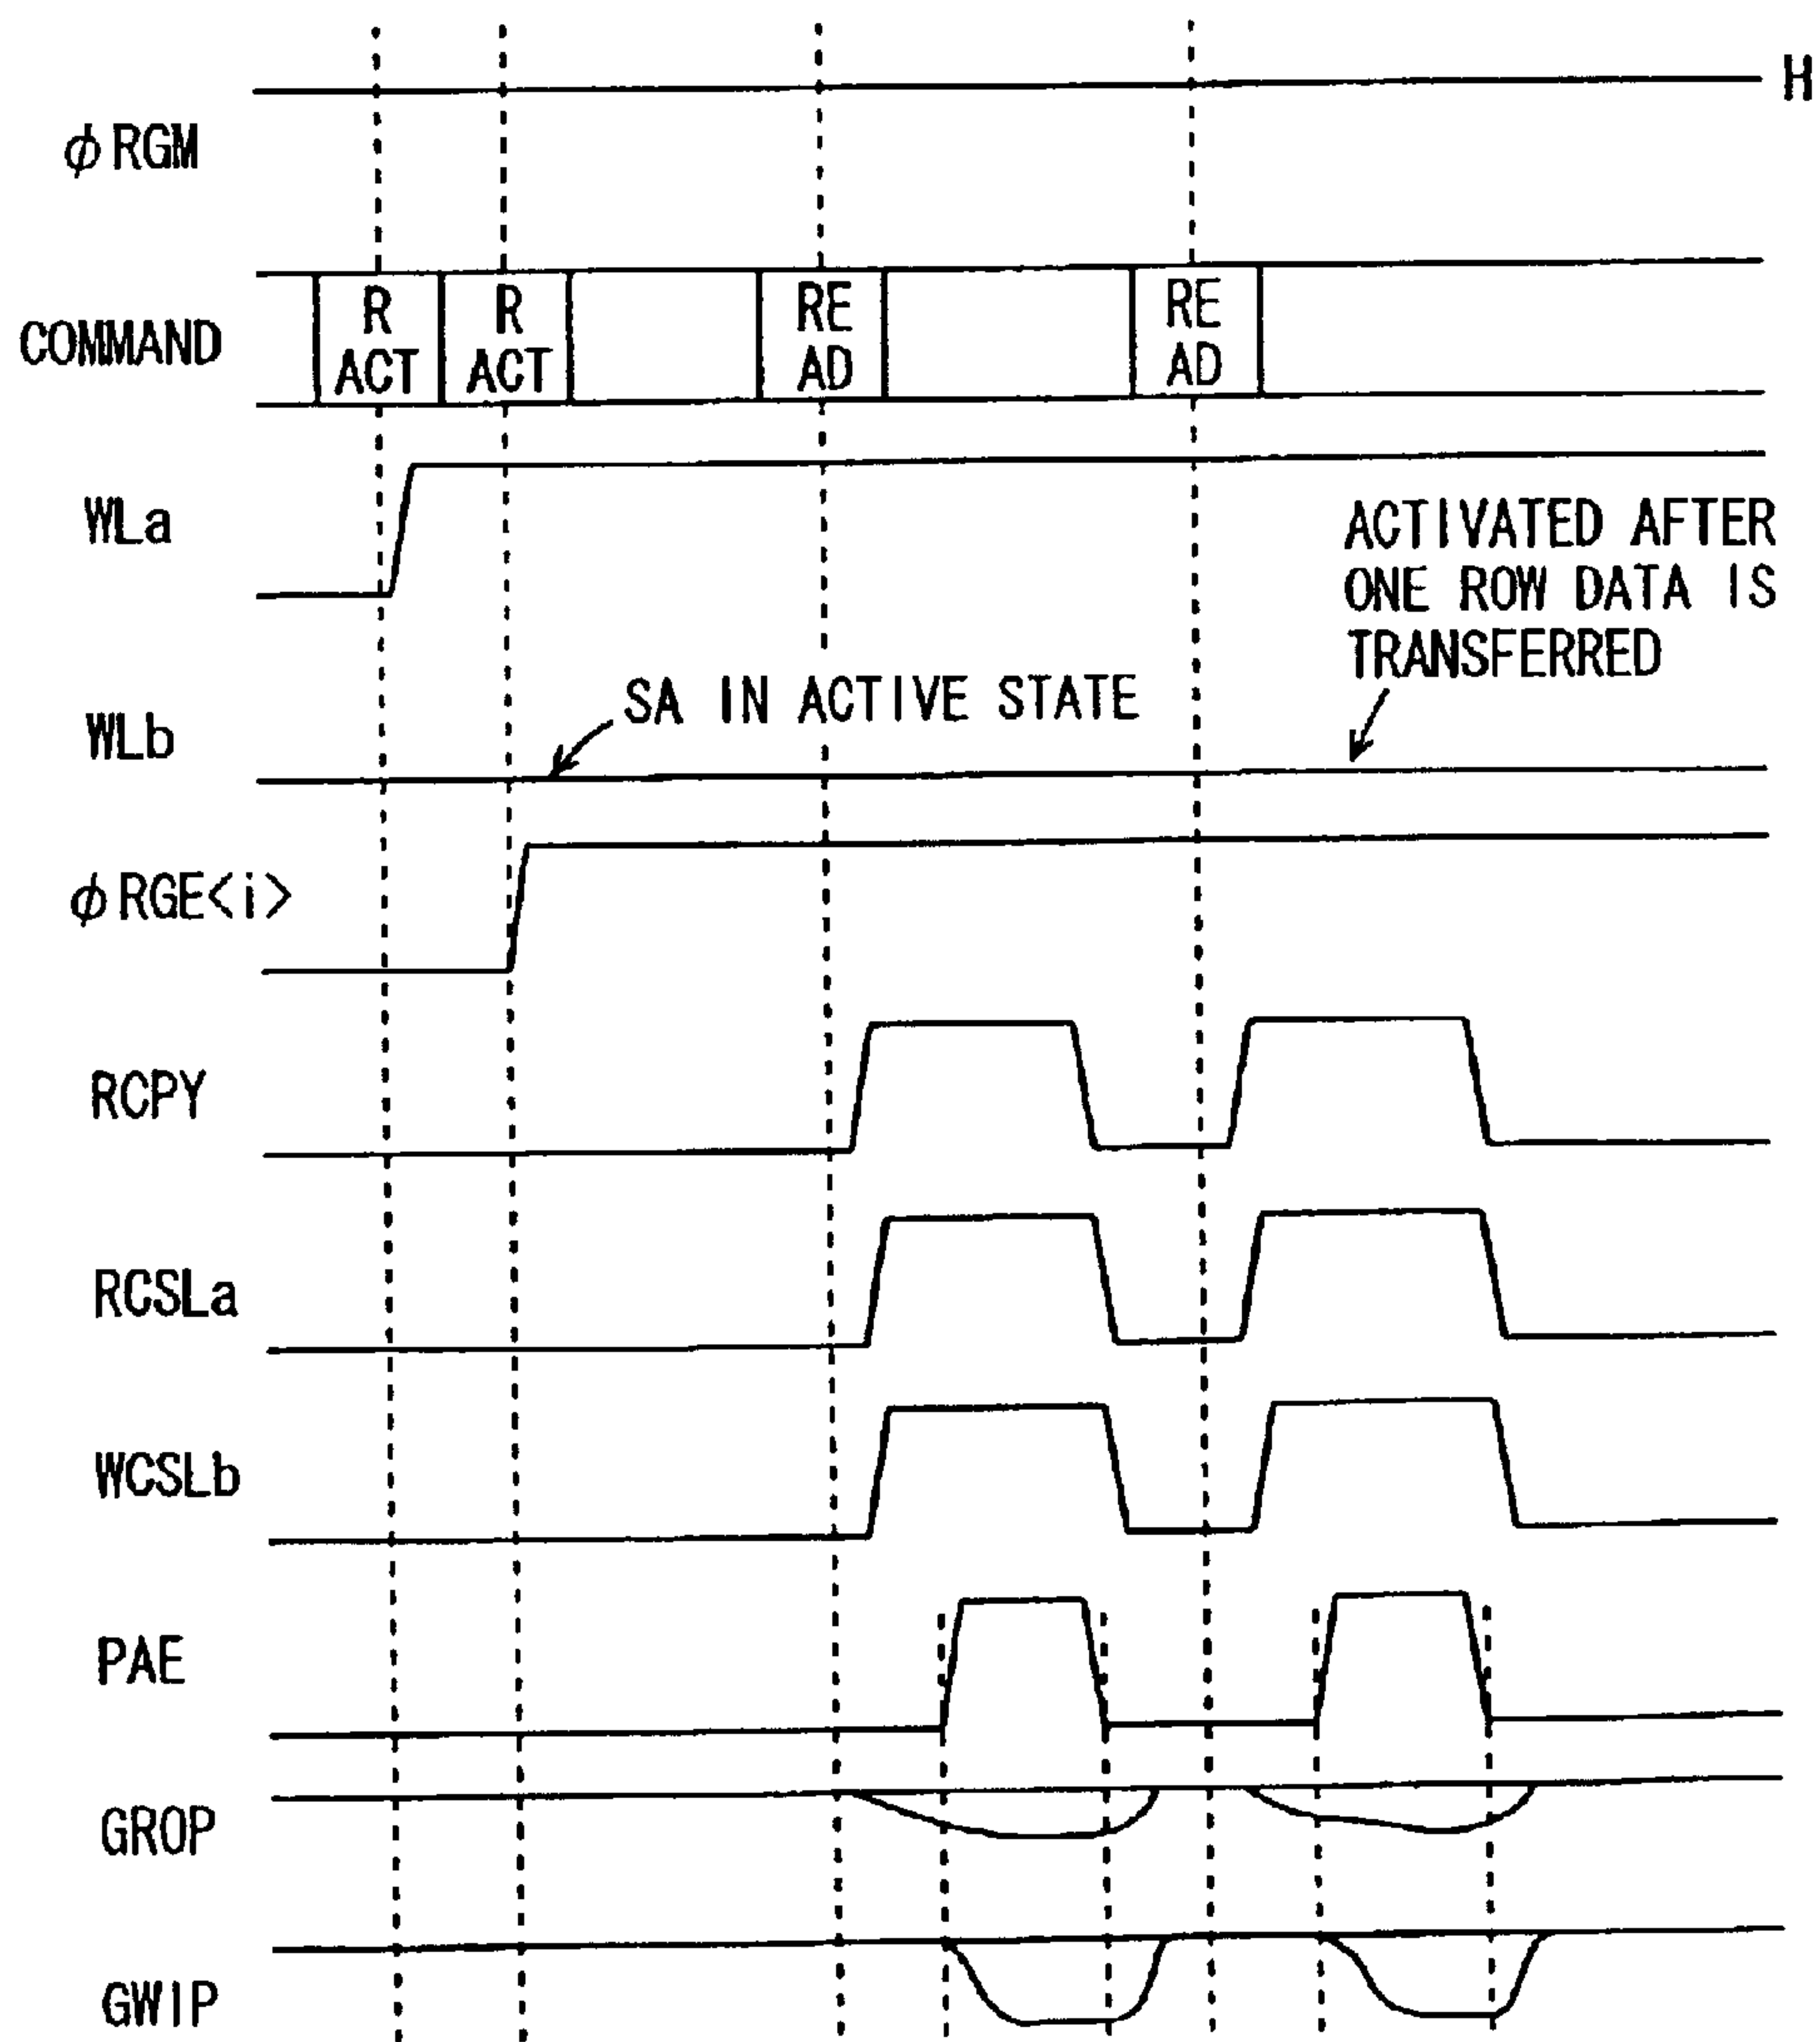 H
φRGM
COMMAND
R
ACT
R
ACT
RE
AD
RE
AD
WLa
ACTIVATED AFTER
ONE ROW DATA IS
TRANSFERRED
WLb
SA IN ACTIVE STATE
φRGE<i>
RCPY
RCSLa
WCSLb
PAE
GROP
GWIP